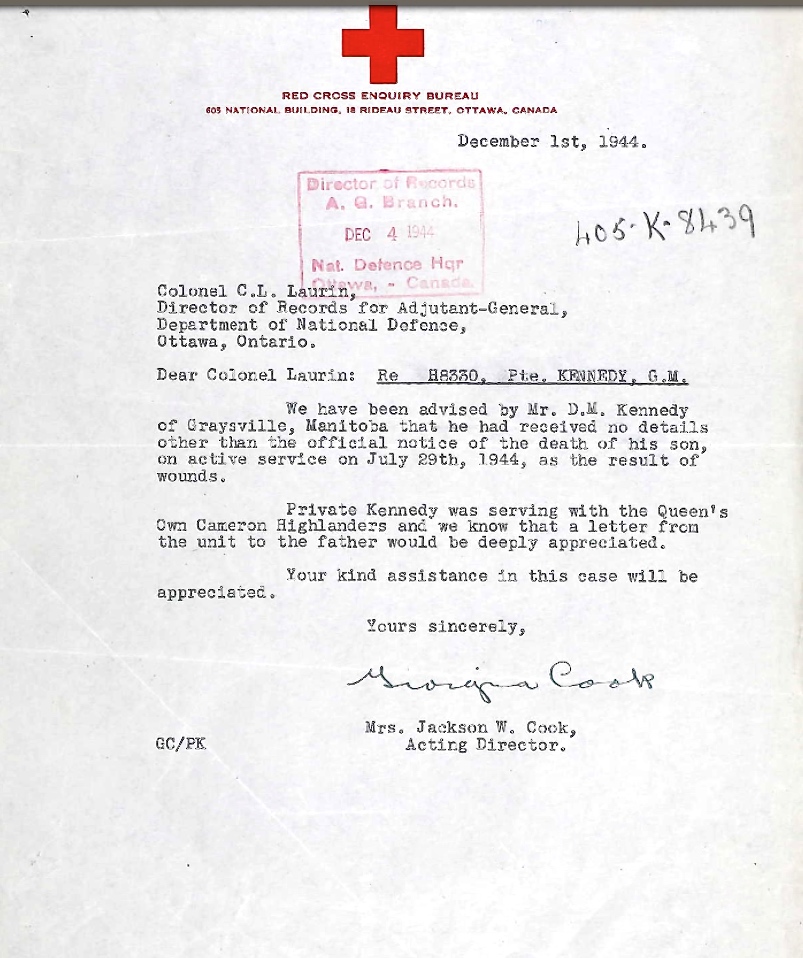 RED CROSS ENQUIRY BUREAU
605 NATIONAL BUILDING, 18 RIDEAU STREET, OTTAWA, CANADA
December 1st, 1944.
Director of Records
A. G. Branch.
DEC 4 1944
Nat. Defence Hqr
Ottawa, - Canada.
405-K-8439
Colonel C.L. Laurin,
Director of Records for Adjutant-General,
Department of National Defence,
Ottawa, Ontario.
Dear Colonel Laurin: Re H8330, Pte. KENNEDY, G.M.
We have been advised by Mr. D.M. Kennedy
of Graysville, Manitoba that he had received no details
other than the official notice of the death of his son,
on active service on July 29th, 1944, as the result of
wounds.
Private Kennedy was serving with the Queen's
Own Cameron Highlanders and we know that a letter from
the unit to the father would be deeply appreciated.
Your kind assistance in this case will be
appreciated.
Yours sincerely,
Georgina Cook
Mrs. Jackson W. Cook,
GC/PK Acting Director.